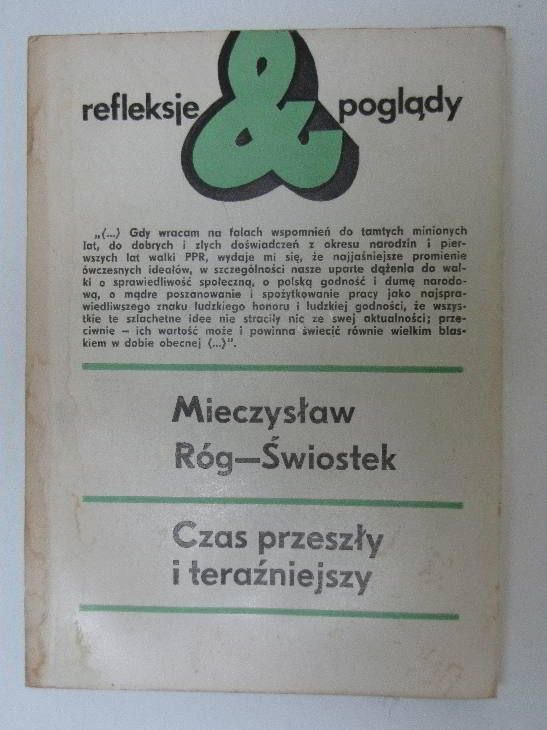 refleksje & poglądy
„(...) Gdy wracam na falach wspomnień do tamtych minionych
lat, do dobrych i złych doświadczeń z okresu narodzin i pier-
wszych lat walki PPR, wydaje mi się, że najjaśniejsze promienie
ówczesnych ideałów, w szczególności nasze uparte dążenia do wal-
ki o sprawiedliwość społeczną, o polską godność i dumę narodo-
wą, o mądre poszanowanie i spożytkowanie pracy jako najspra-
wiedliwszego znaku ludzkiego honoru i ludzkiej godności, że wszys-
tkie te szlachetne idee nie straciły nic ze swej aktualności; prze-
ciwnie – ich wartość może i powinna świecić równie wielkim blas-
kiem w dobie obecnej (...)".
Mieczysław
Róg—Świostek
Czas przeszły
i teraźniejszy